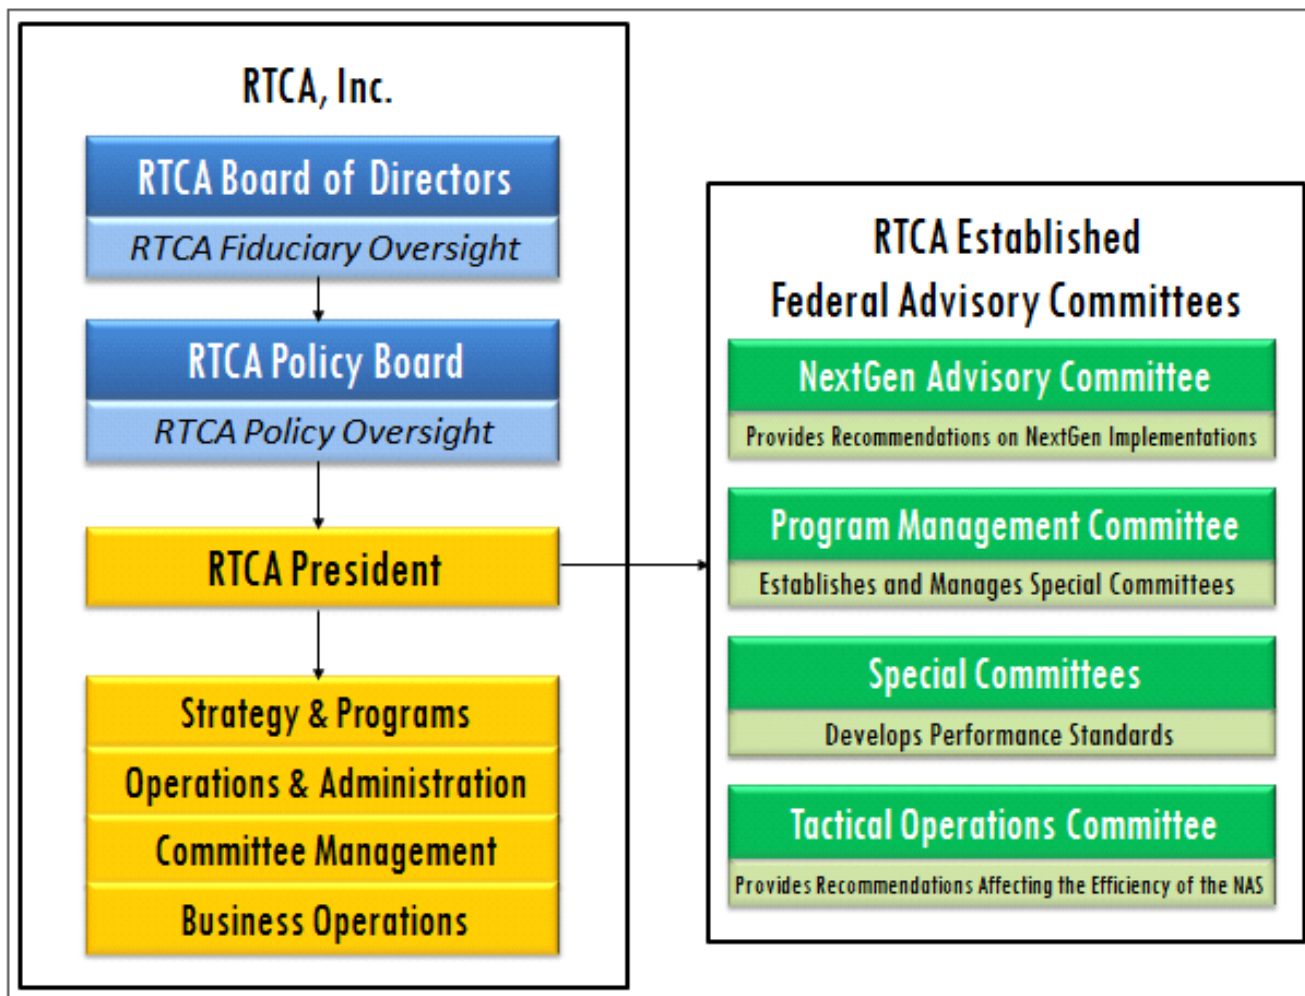 RTCA, Inc.
RTCA Board of Directors
RTCA Fiduciary Oversight
RTCA Policy Board
RTCA Policy Oversight
RTCA President
Strategy & Programs
Operations & Administration
Committee Management
Business Operations
RTCA Established
Federal Advisory Committees
NextGen Advisory Committee
Provides Recommendations on NextGen Implementations
Program Management Committee
Establishes and Manages Special Committees
Special Committees
Develops Performance Standards
Tactical Operations Committee
Provides Recommendations Affecting the Efficiency of the NAS